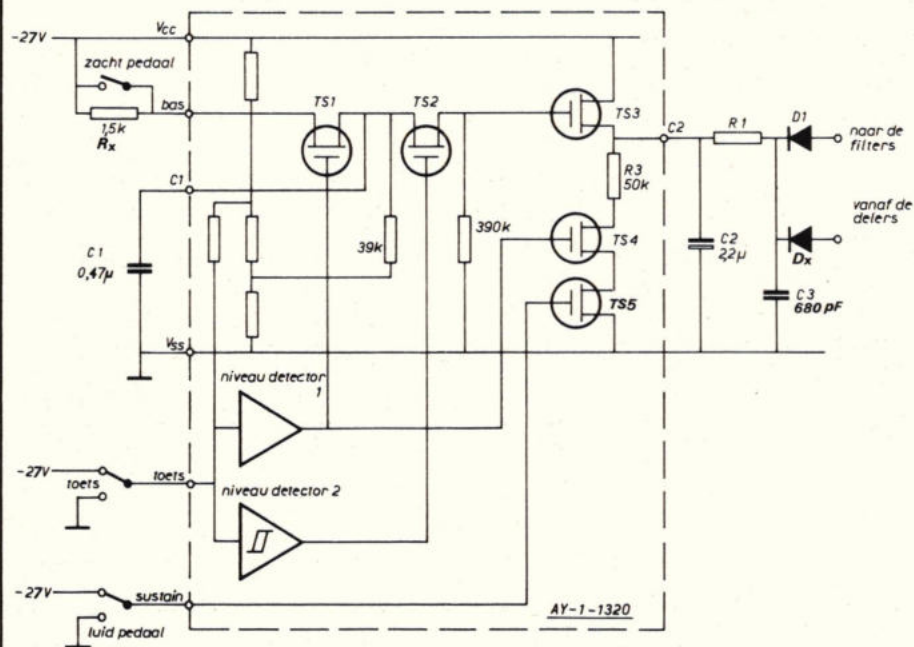 -27V
Vcc
zacht pedaal
bas
1,5k
Rx
TS1
TS2
TS3
C2
R1
D1
naar de
filters
C1
R3
50k
vanaf de
delers
C1
0,47µ
39k
390k
TS4
C2
2,2µ
Dx
TS5
C3
680 pF
Vss
niveau detector
1
-27V
toets
toets
niveau detector 2
-27V
sustain
luid pedaal
AY-1-1320